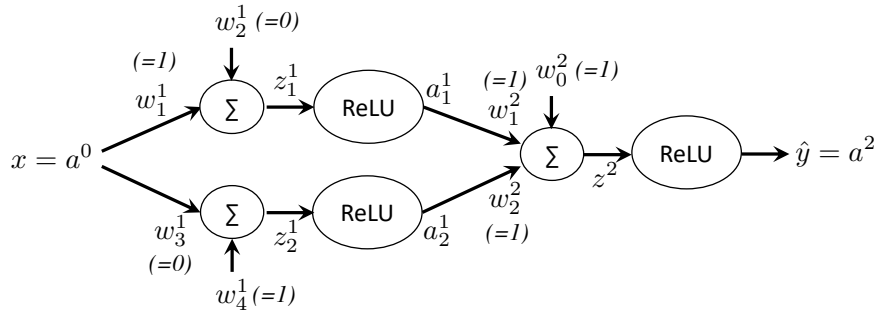 w_2^1 (=0)
(=1)
w_1^1
∑
z_1^1
ReLU
a_1^1
(=1)
w_1^2
w_0^2 (=1)
x = a^0
∑
z^2
ReLU
ŷ = a^2
w_3^1
(=0)
∑
z_2^1
ReLU
a_2^1
w_2^2
(=1)
w_4^1 (=1)